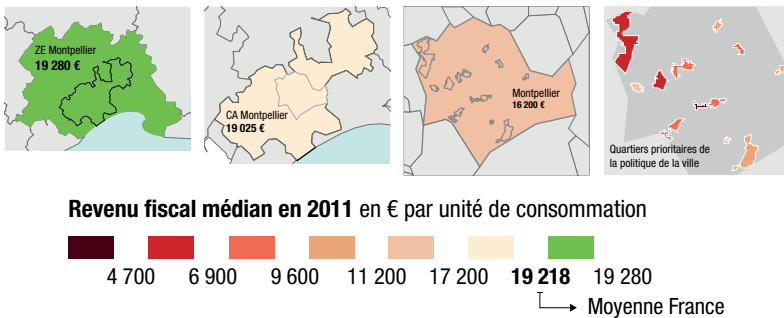 ZE Montpellier
19 280 €
CA Montpellier
19 025 €
Montpellier
16 200 €
Quartiers prioritaires de
la politique de la ville
Revenu fiscal médian en 2011 en € par unité de consommation
4 700 6 900 9 600 11 200 17 200 19 218 19 280
Moyenne France